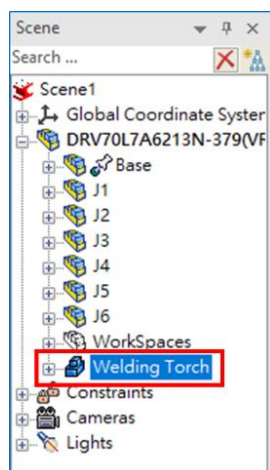 Scene
Search ...
Scene1
Global Coordinate Syster
DRV70L7A6213N-379(VF
Base
J1
J2
J3
J4
J5
J6
WorkSpaces
Welding Torch
Constraints
Cameras
Lights